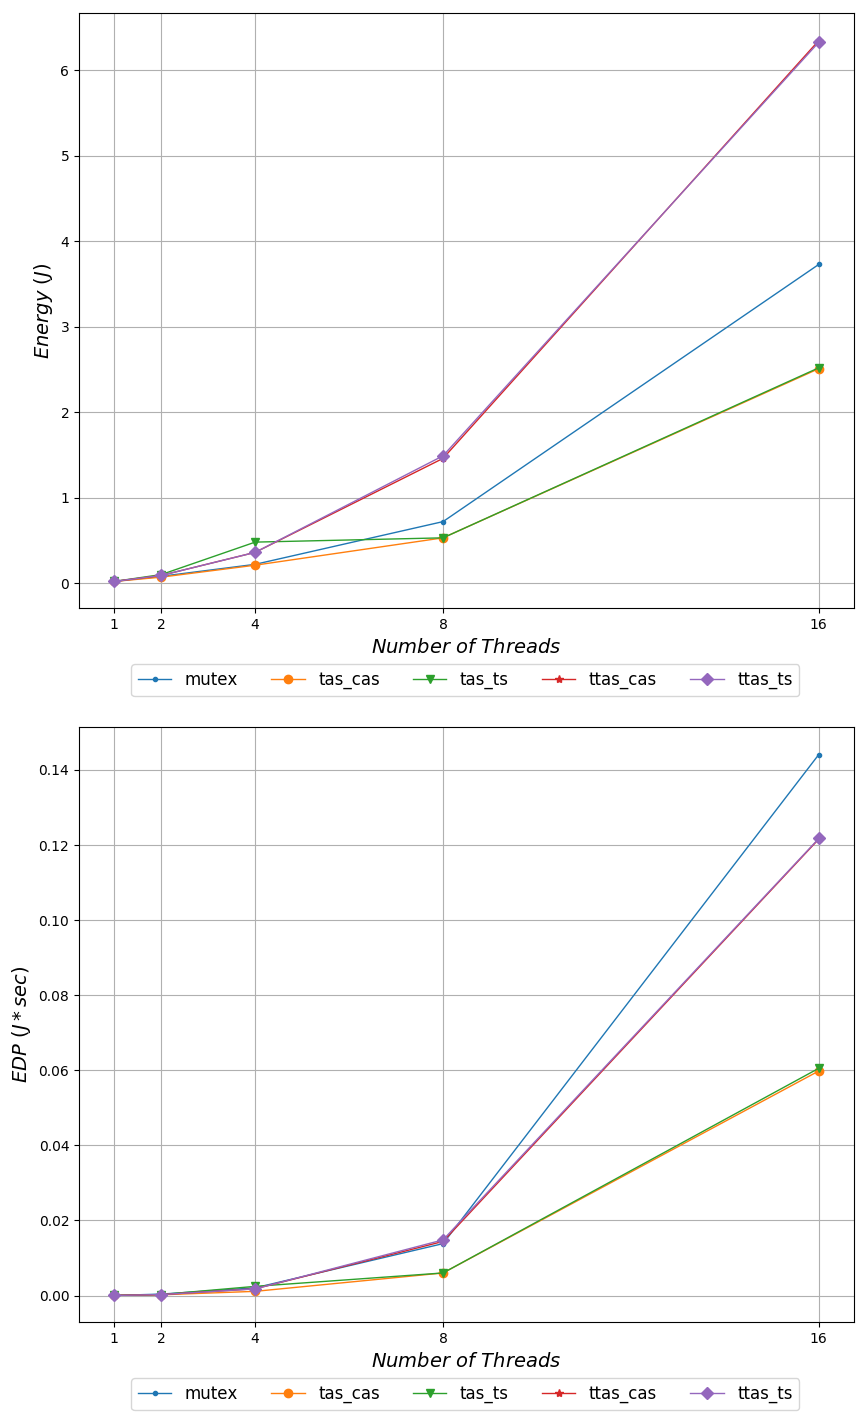 6
5
4
3
2
1
0
Energy (J)
1 2 4 8 16
Number of Threads
mutex tas_cas tas_ts ttas_cas ttas_ts
0.14
0.12
0.10
0.08
0.06
0.04
0.02
0.00
EDP (J * sec)
1 2 4 8 16
Number of Threads
mutex tas_cas tas_ts ttas_cas ttas_ts